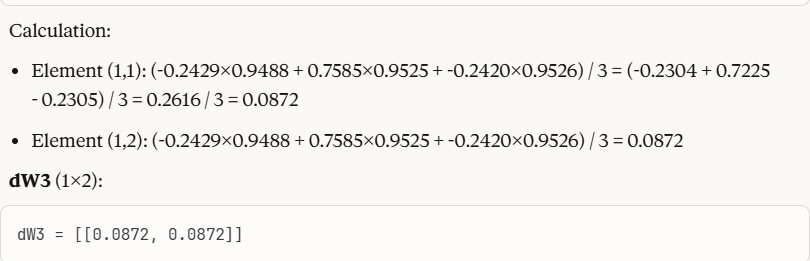 Calculation:
• Element (1,1): (-0.2429×0.9488 + 0.7585×0.9525 + -0.2420×0.9526) / 3 = (-0.2304 + 0.7225
- 0.2305) / 3 = 0.2616 / 3 = 0.0872
• Element (1,2): (-0.2429×0.9488 + 0.7585×0.9525 + -0.2420×0.9526) / 3 = 0.0872
dW3 (1×2):
dW3 = [[0.0872, 0.0872]]